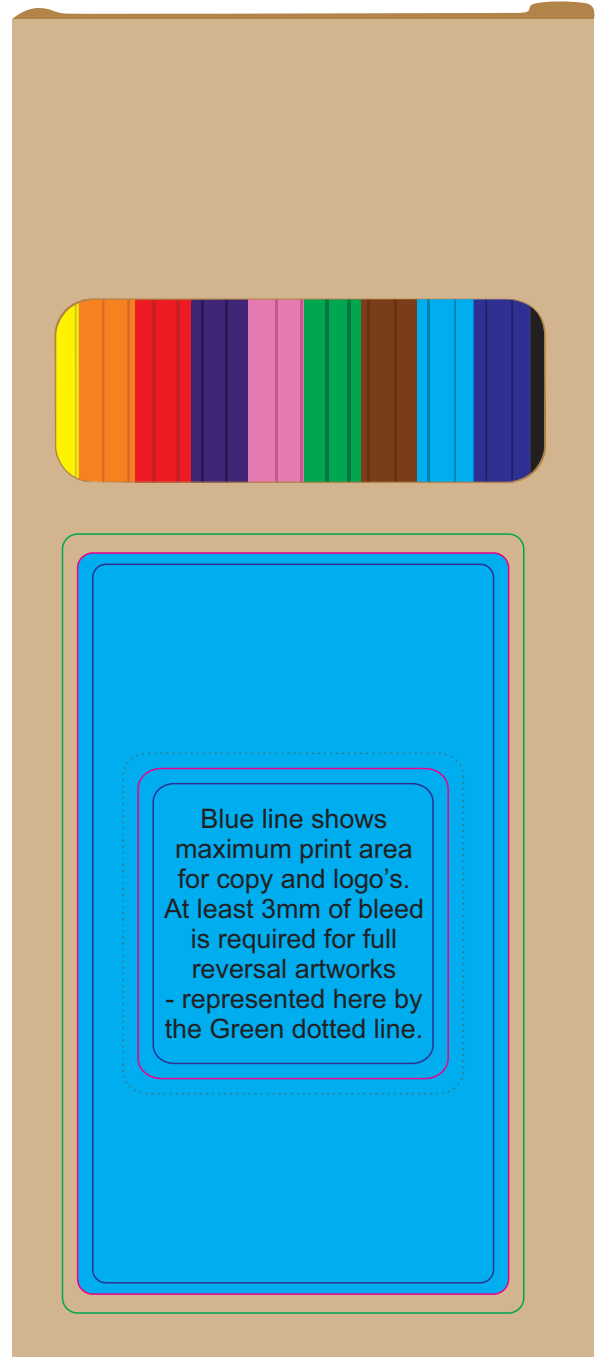 Blue line shows
maximum print area
for copy and logo's.
At least 3mm of bleed
is required for full
reversal artworks
- represented here by
the Green dotted line.